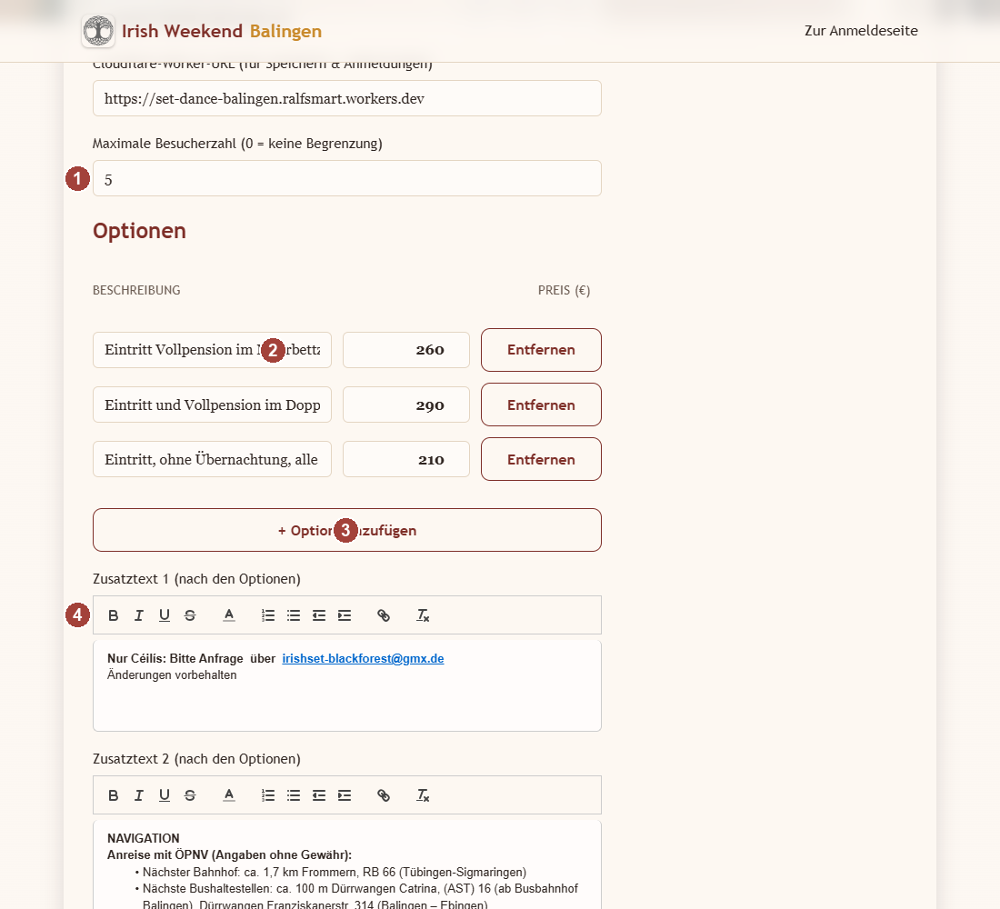 Irish Weekend Balingen
Zur Anmeldeseite
Cloudflare-Worker-URL (für Speichern & Anmeldungen)
https://set-dance-balingen.ralfsmart.workers.dev
Maximale Besucherzahl (0 = keine Begrenzung)
1
5
Optionen
BESCHREIBUNG PREIS (€)
Eintritt Vollpension im 2 260 Entfernen
Eintritt und Vollpension im Dopp 290 Entfernen
Eintritt, ohne Übernachtung, alle 210 Entfernen
+ 3
Zusatztext 1 (nach den Optionen)
4
Nur Céilís: Bitte Anfrage über irishset-blackforest@gmx.de
Änderungen vorbehalten
Zusatztext 2 (nach den Optionen)
NAVIGATION
Anreise mit ÖPNV (Angaben ohne Gewähr):
• Nächster Bahnhof: ca. 1,7 km Frommern, RB 66 (Tübingen-Sigmaringen)
• Nächste Bushaltestellen: ca. 100 m Dürrwangen Catrina, (AST) 16 (ab Busbahnhof
Balingen), Dürrwangen Franziskanerstr. 314 (Balingen – Ebingen)